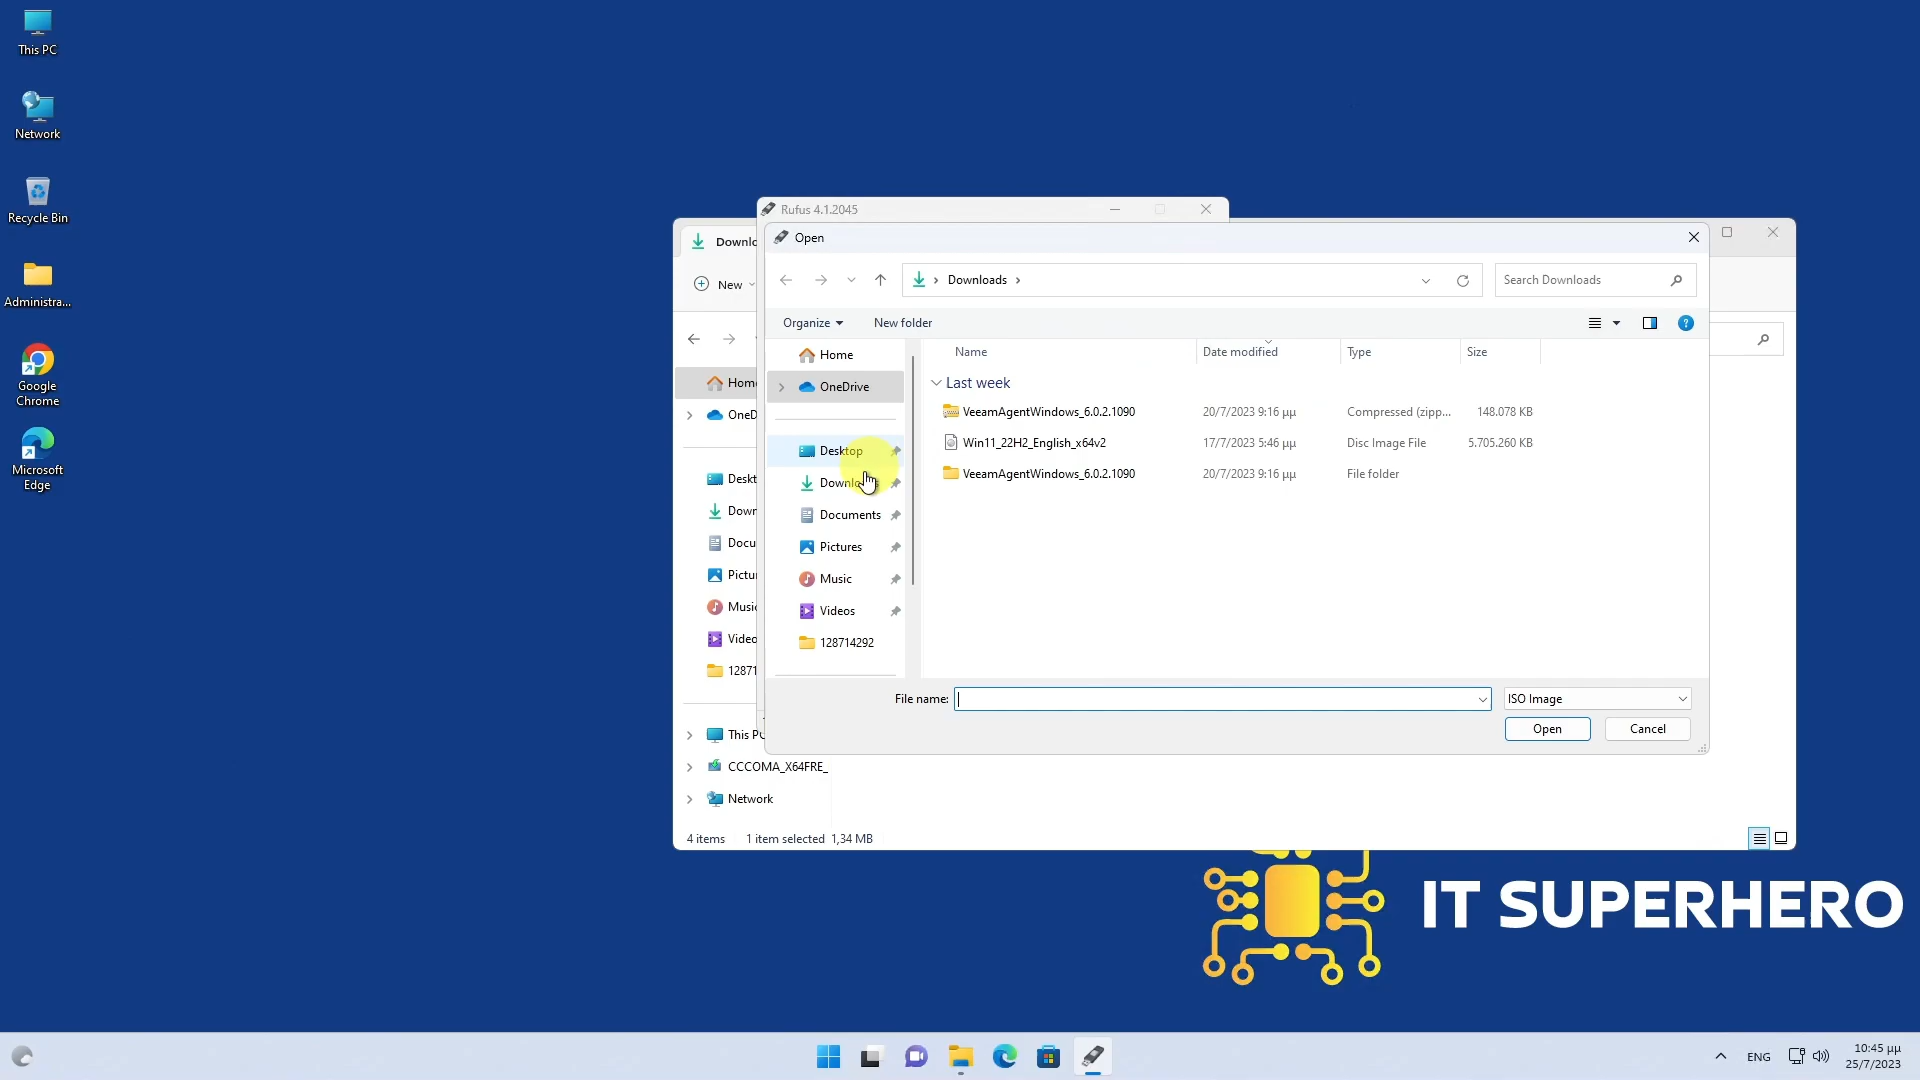 This PC
Network
Recycle Bin
Administra...
Google
Chrome
Microsoft
Edge
Rufus 4.1.2045
Open
Downloads
Search Downloads
Organize
New folder
Home
OneDrive
Desktop
Documents
Pictures
Music
Videos
128714292
Name
Date modified
Type
Size
Last week
VeeamAgentWindows_6.0.2.1090 20/7/2023 9:16 μμ Compressed (zipp... 148.078 KB
Win11_22H2_English_x64v2 17/7/2023 5:46 μμ Disc Image File 5.705.260 KB
VeeamAgentWindows_6.0.2.1090 20/7/2023 9:16 μμ File folder
File name:
ISO Image
Open
Cancel
New
CCCOMA_X64FRE_
Network
4 items 1 item selected 1,34 MB
IT SUPERHERO
ENG
10:45 μμ
25/7/2023